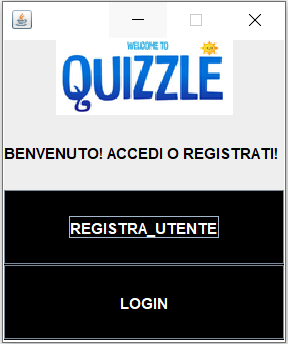 WELCOME TO
QUIZZLE
BENVENUTO! ACCEDI O REGISTRATI!
REGISTRA_UTENTE
LOGIN